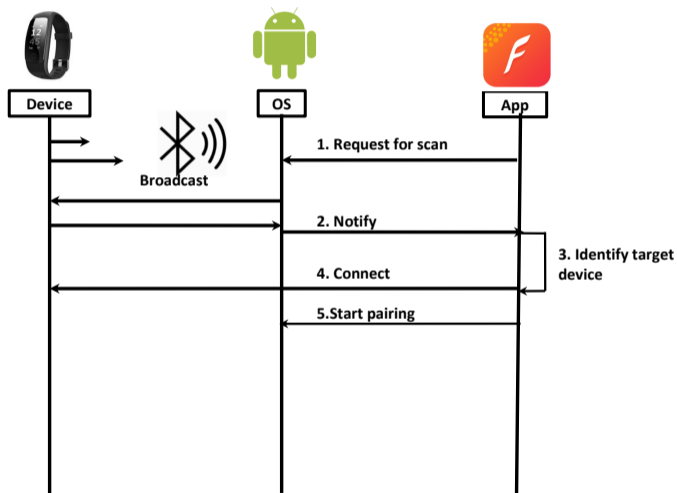 Device
OS
App
1. Request for scan
Broadcast
2. Notify
3. Identify target
device
4. Connect
5.Start pairing